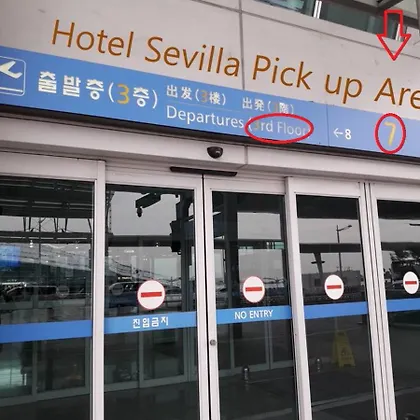 Hotel Sevilla Pick up Are
출발층(3층) 出发(3楼) 出発(3階)
Departures (3rd Floor) ←8 7
진입금지 NO ENTRY